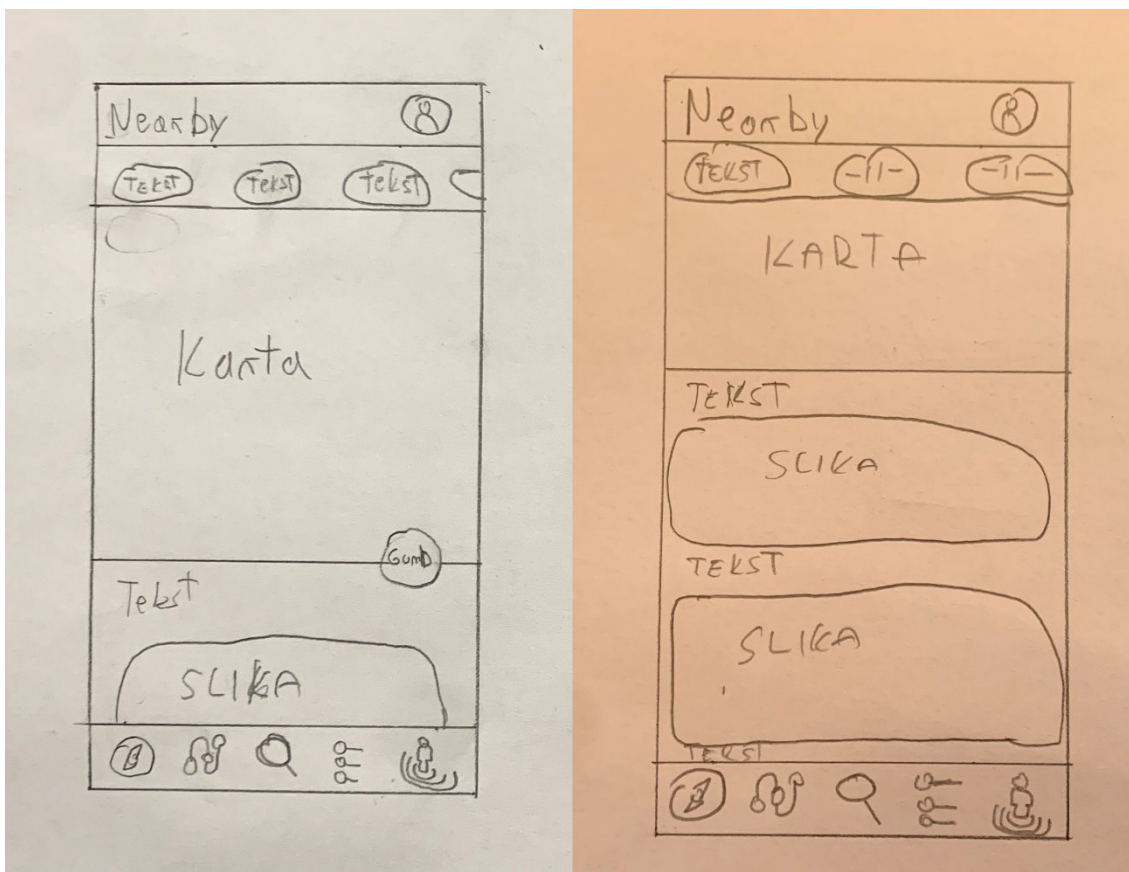 Nearby
TEKST Tekst Tekst
Karta
Gumb
Tekst
SLIKA
Nearby
TEKST -11- -11-
KARTA
TEKST
SLIKA
TEKST
SLIKA
TEKST